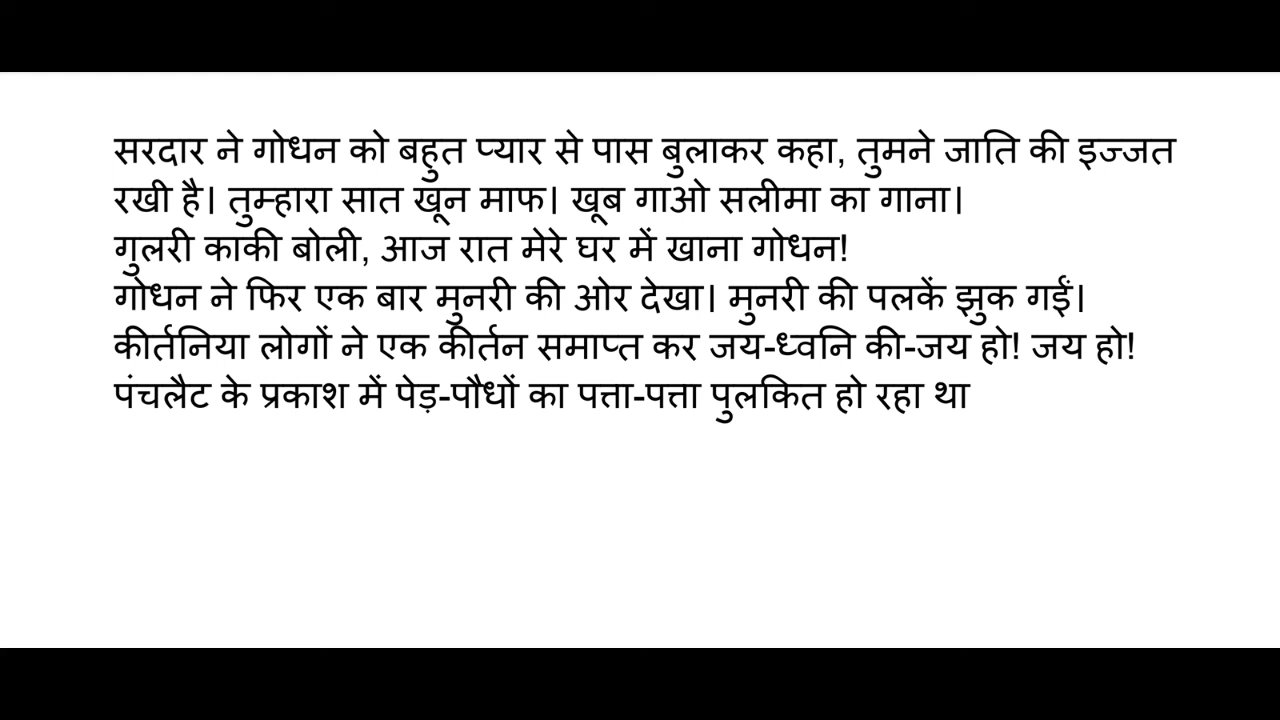 सरदार ने गोधन को बहुत प्यार से पास बुलाकर कहा, तुमने जाति की इज्जत
रखी है। तुम्हारा सात खून माफ। खूब गाओ सलीमा का गाना।
गुलरी काकी बोली, आज रात मेरे घर में खाना गोधन!
गोधन ने फिर एक बार मुनरी की ओर देखा। मुनरी की पलकें झुक गईं।
कीर्तनिया लोगों ने एक कीर्तन समाप्त कर जय-ध्वनि की-जय हो! जय हो!
पंचलैट के प्रकाश में पेड़-पौधों का पत्ता-पत्ता पुलकित हो रहा था